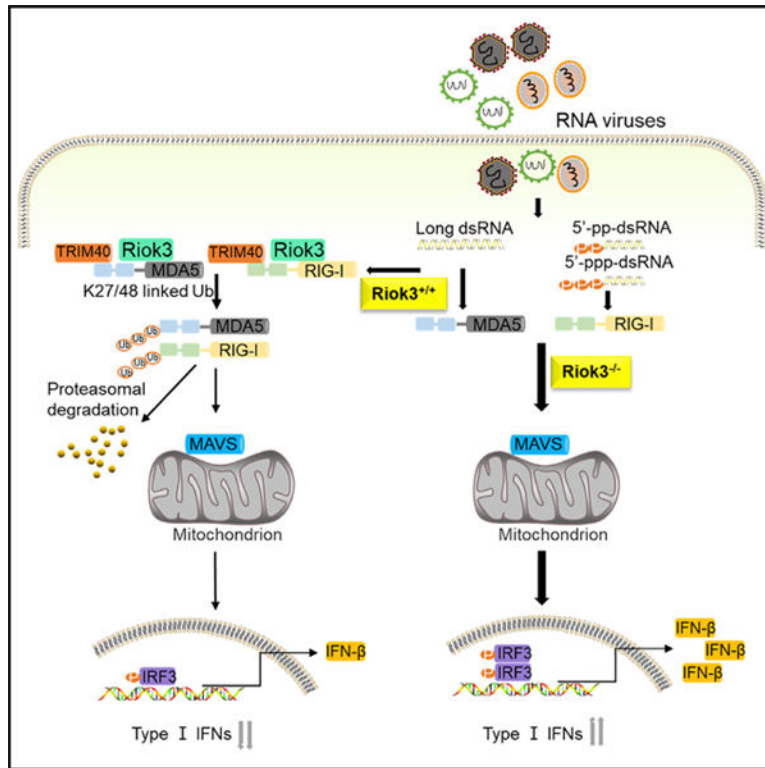 RNA viruses
Long dsRNA
5'-pp-dsRNA
5'-ppp-dsRNA
TRIM40
Riok3
MDA5
TRIM40
Riok3
RIG-I
K27/48 linked Ub
Riok3+/+
MDA5
RIG-I
Ub
Ub
Ub
MDA5
Ub
Ub
Ub
RIG-I
Riok3-/-
Proteasomal
degradation
MAVS
Mitochondrion
MAVS
Mitochondrion
IFN-β
IRF3
Type I IFNs
IFN-β
IFN-β
IFN-β
IRF3
IRF3
Type I IFNs